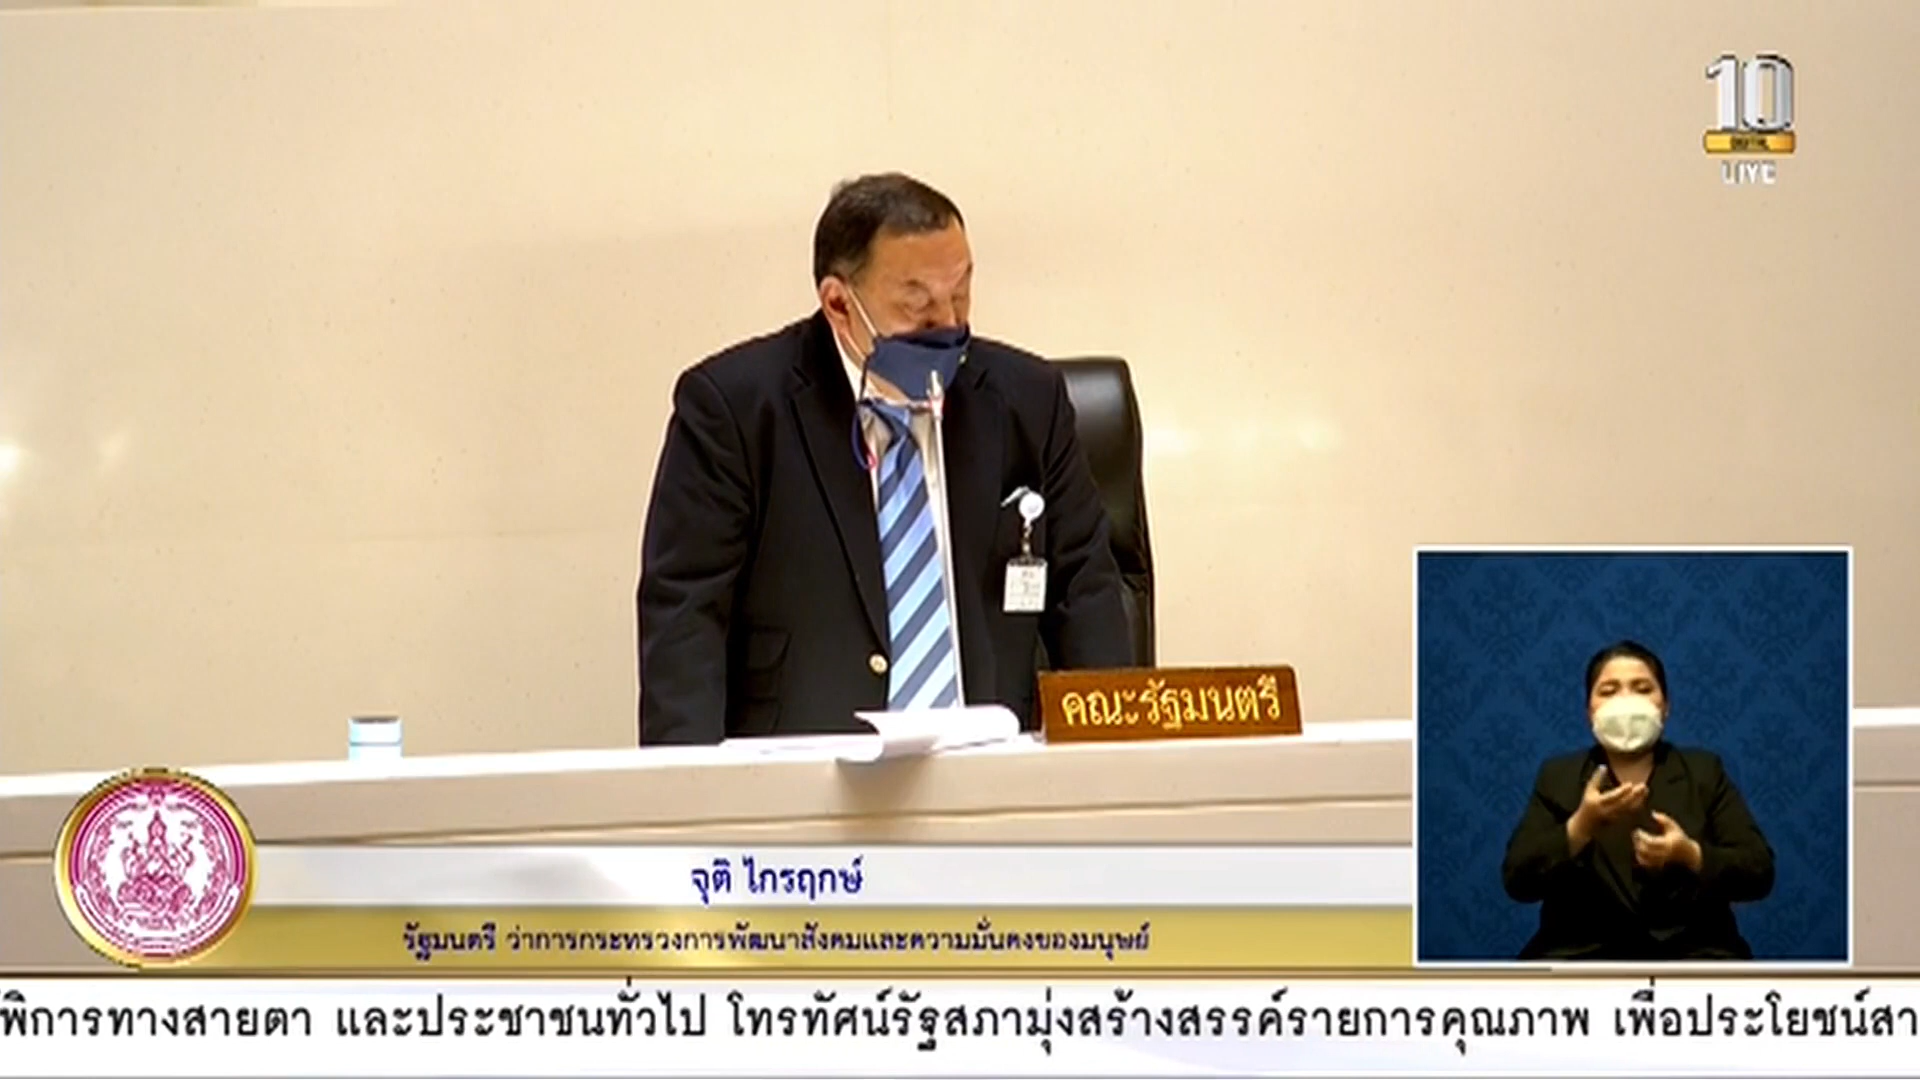 10
DIGITAL
LIVE
คณะรัฐมนตรี
จุติ ไกรฤกษ์
รัฐมนตรี ว่าการกระทรวงการพัฒนาสังคมและความมั่นคงของมนุษย์
พิการทางสายตา และประชาชนทั่วไป โทรทัศน์รัฐสภามุ่งสร้างสรรค์รายการคุณภาพ เพื่อประโยชน์สา